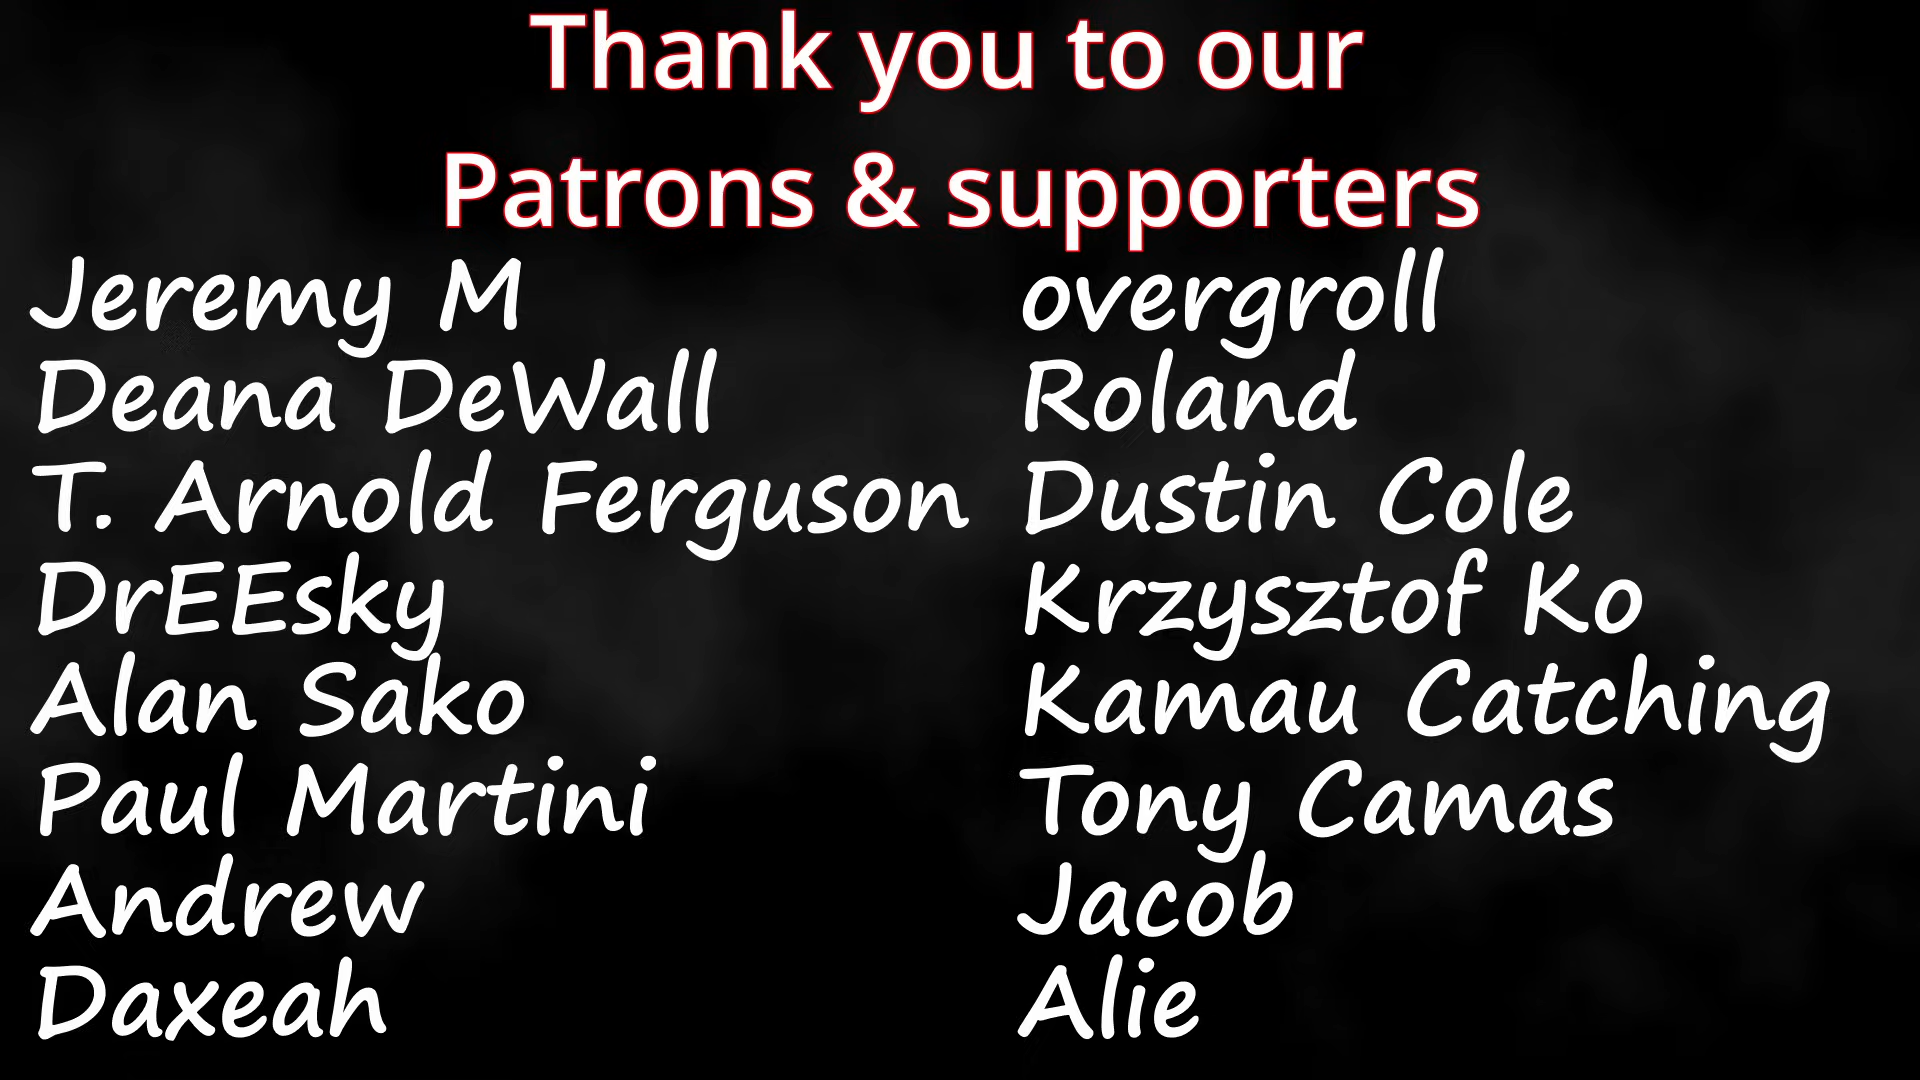 Thank you to our
Patrons & supporters
Jeremy M
Deana DeWall
T. Arnold Ferguson
DrEEsky
Alan Sako
Paul Martini
Andrew
Daxeah
overgroll
Roland
Dustin Cole
Krzysztof Ko
Kamau Catching
Tony Camas
Jacob
Alie